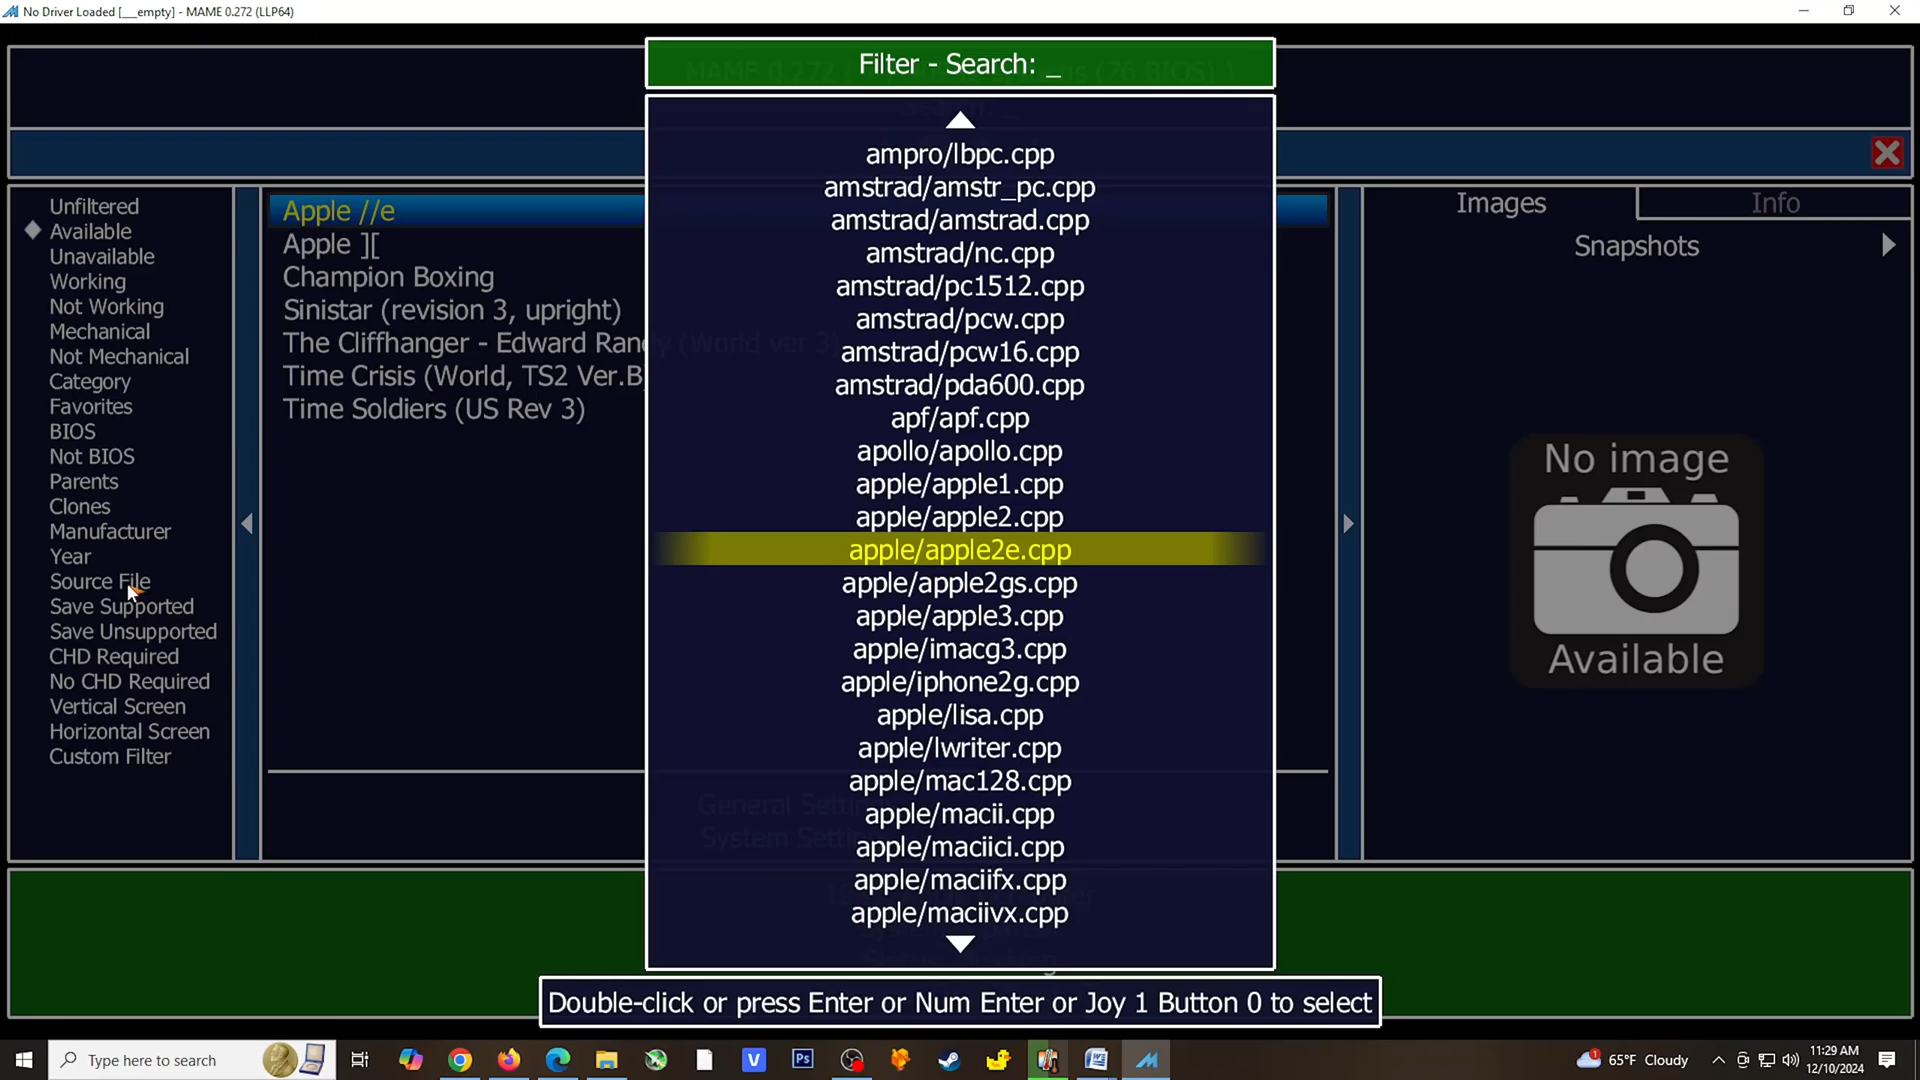 No Driver Loaded [___empty] - MAME 0.272 (LLP64)
Filter - Search: _
Unfiltered
Available
Unavailable
Working
Not Working
Mechanical
Not Mechanical
Category
Favorites
BIOS
Not BIOS
Parents
Clones
Manufacturer
Year
Source File
Save Supported
Save Unsupported
CHD Required
No CHD Required
Vertical Screen
Horizontal Screen
Custom Filter
Apple //e
Apple ][
Champion Boxing
Sinistar (revision 3, upright)
The Cliffhanger - Edward Randy (World ver 3)
Time Crisis (World, TS2 Ver.B
Time Soldiers (US Rev 3)
General Setti
System Setti
ampro/lbpc.cpp
amstrad/amstr_pc.cpp
amstrad/amstrad.cpp
amstrad/nc.cpp
amstrad/pc1512.cpp
amstrad/pcw.cpp
amstrad/pcw16.cpp
amstrad/pda600.cpp
apf/apf.cpp
apollo/apollo.cpp
apple/apple1.cpp
apple/apple2.cpp
apple/apple2e.cpp
apple/apple2gs.cpp
apple/apple3.cpp
apple/imacg3.cpp
apple/iphone2g.cpp
apple/lisa.cpp
apple/lwriter.cpp
apple/mac128.cpp
apple/macii.cpp
apple/maciici.cpp
apple/maciifx.cpp
apple/maciivx.cpp
Images
Info
Snapshots
No image
Available
Double-click or press Enter or Num Enter or Joy 1 Button 0 to select
Type here to search
65°F Cloudy
11:29 AM
12/10/2024